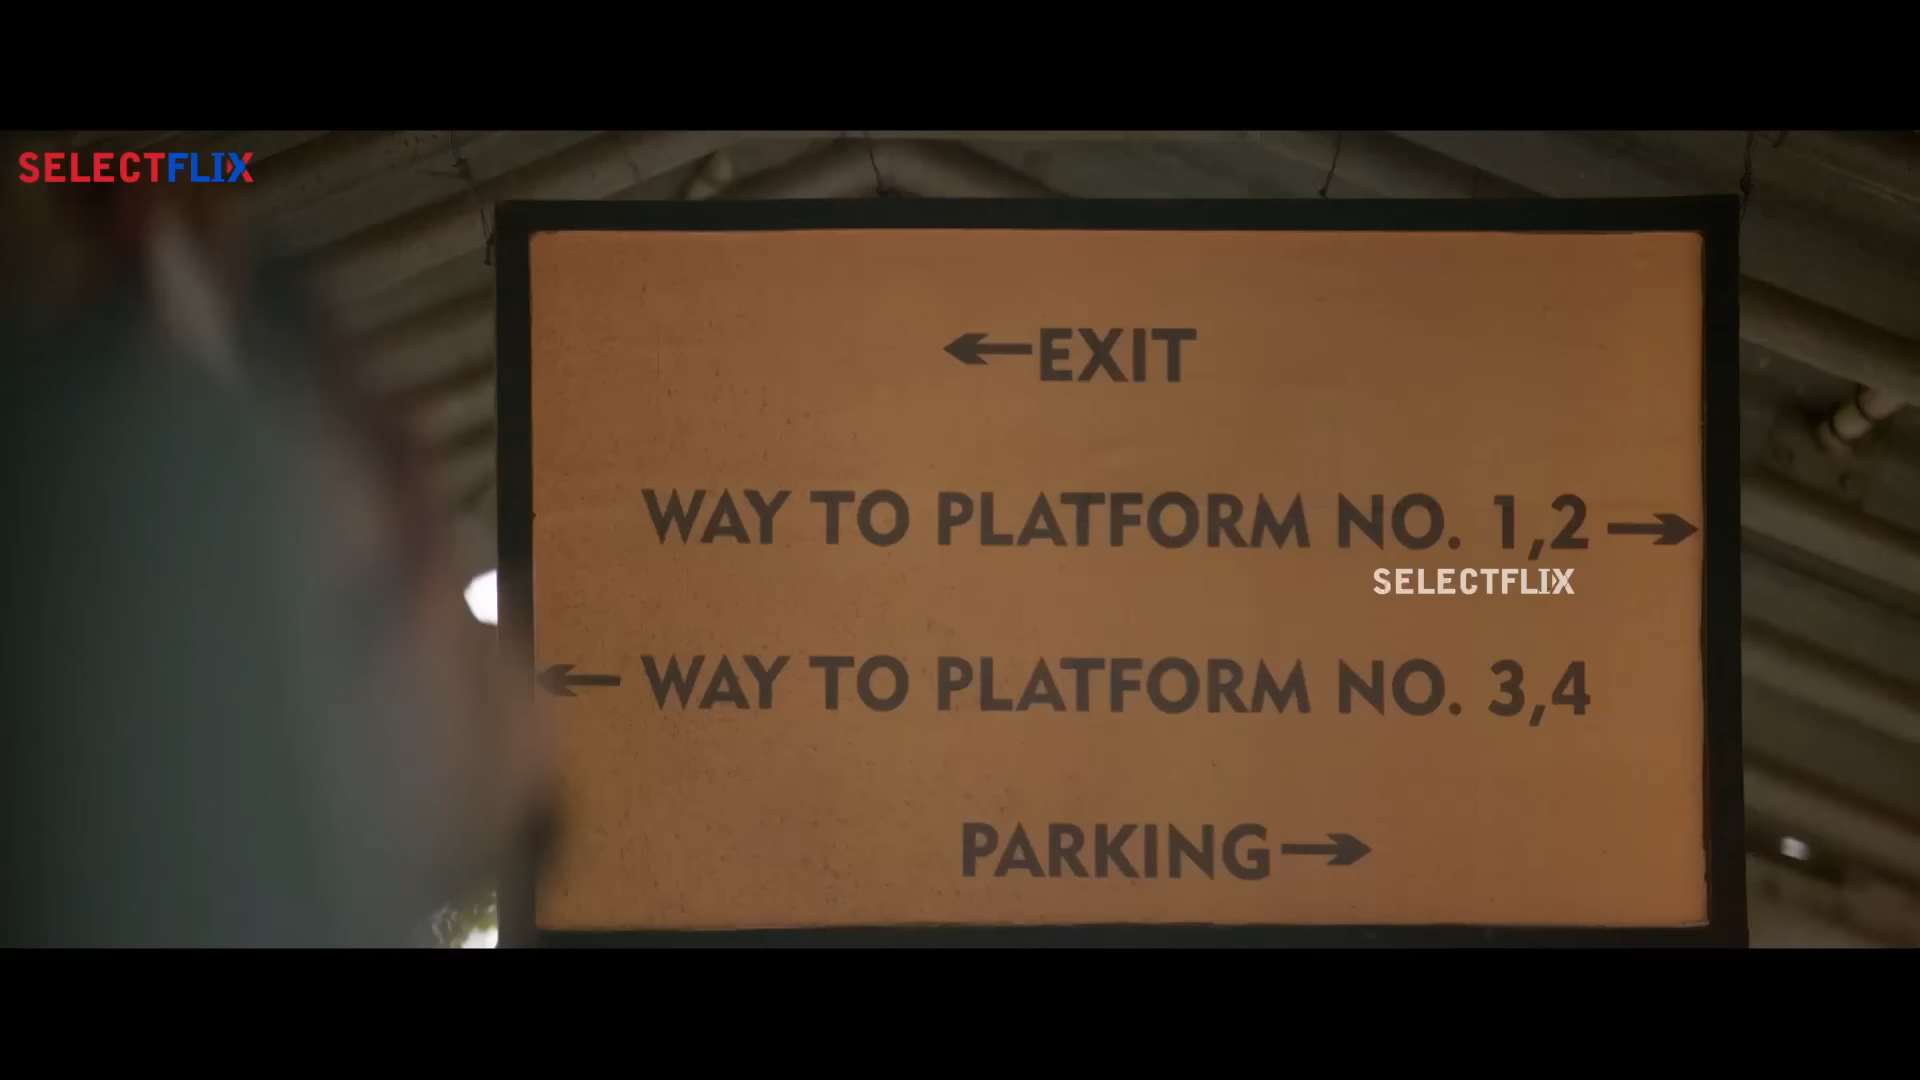 SELECTFLIX
←EXIT
WAY TO PLATFORM NO. 1,2 →
SELECTFLIX
← WAY TO PLATFORM NO. 3,4
PARKING→